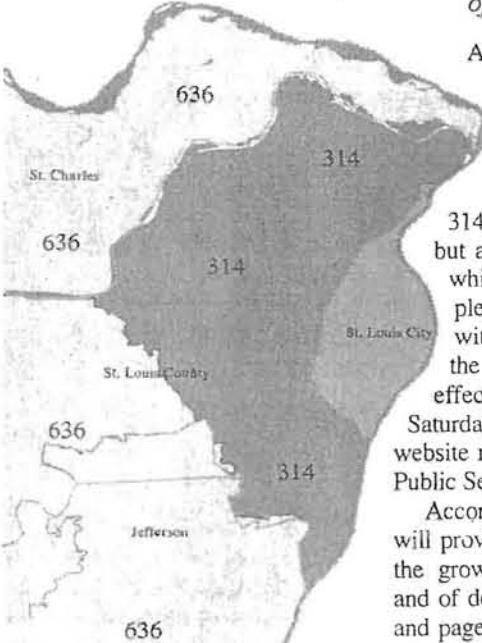 636
314
St. Charles
636
314
St. Louis City
St. Louis County
636
314
Jefferson
636
A
314
but a
whi
ple
wit
the
effec
Saturda
website r
Public Se
Accor
will prov
the grow
and of de
and page